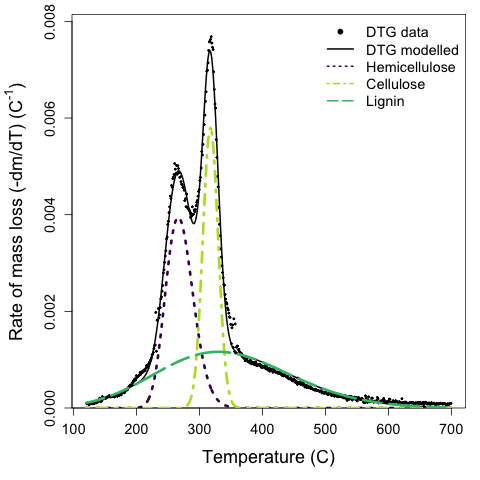 DTG data
DTG modelled
Hemicellulose
Cellulose
Lignin
Rate of mass loss (-dm/dT) (C⁻¹)
0.008
0.006
0.004
0.002
0.000
100 200 300 400 500 600 700
Temperature (C)